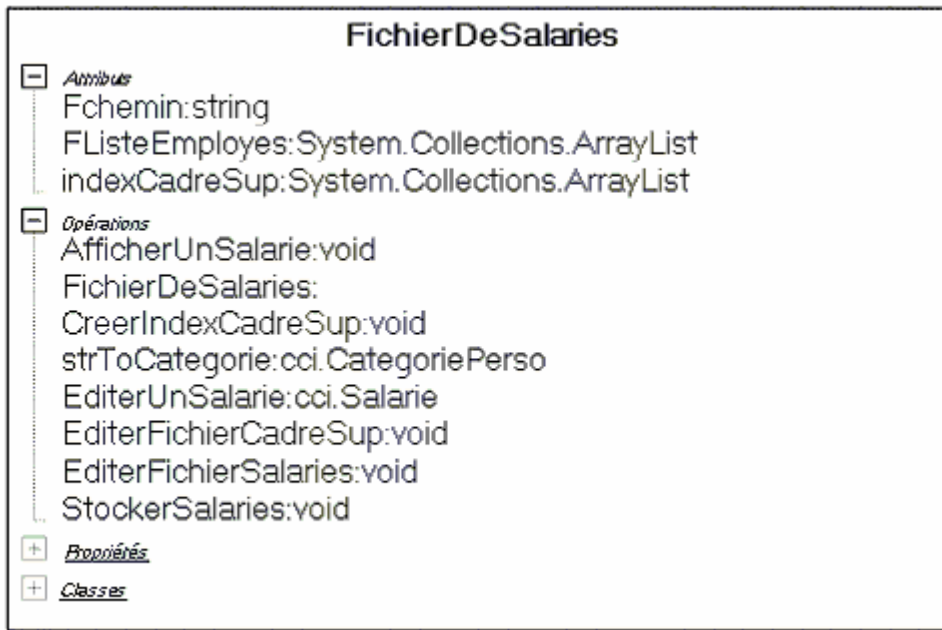 FichierDeSalaries
Attributs
Fchemin:string
FListeEmployes:System.Collections.ArrayList
indexCadreSup:System.Collections.ArrayList
Opérations
AfficherUnSalarie:void
FichierDeSalaries:
CreerIndexCadreSup:void
strToCategorie:cci.CategoriePerso
EditerUnSalarie:cci.Salarie
EditerFichierCadreSup:void
EditerFichierSalaries:void
StockerSalaries:void
Propriétés
Classes